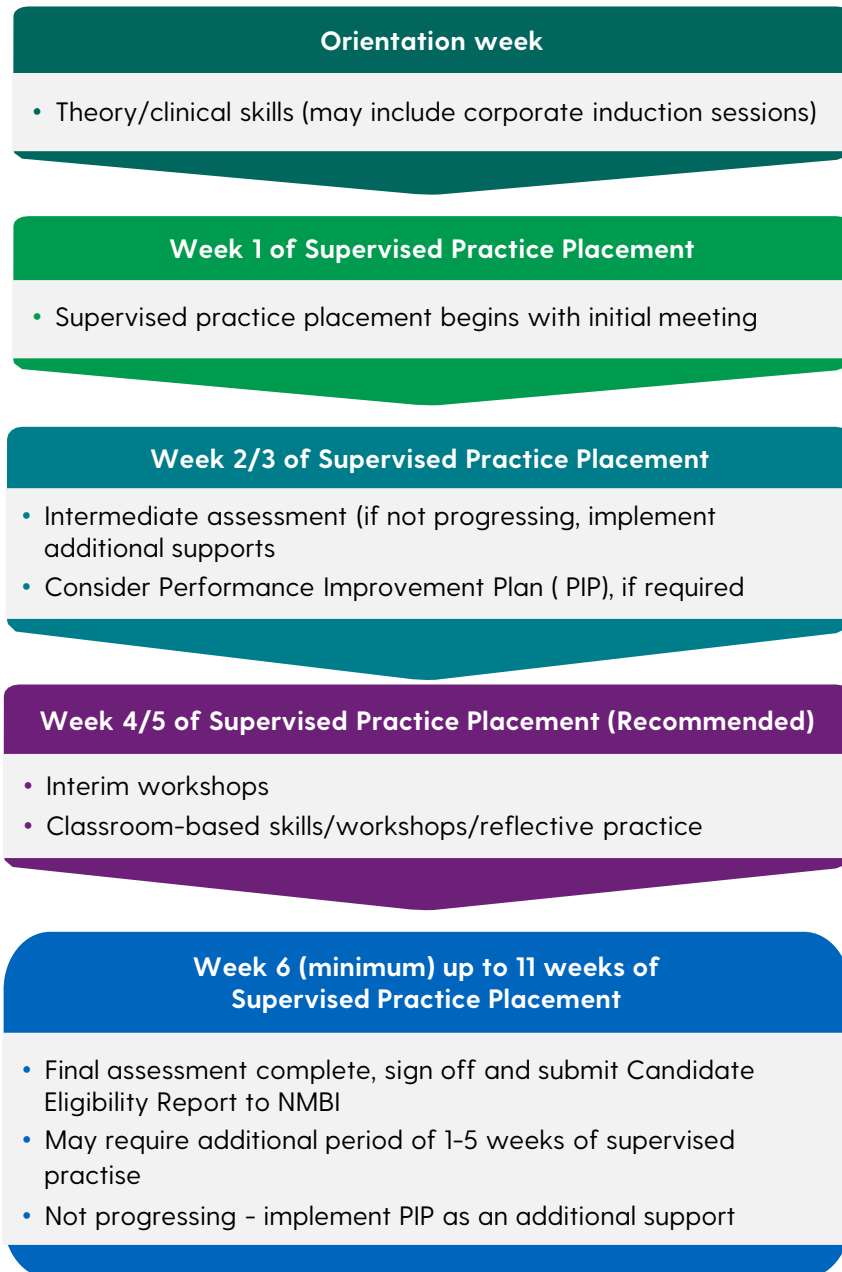 Orientation week
• Theory/clinical skills (may include corporate induction sessions)
Week 1 of Supervised Practice Placement
• Supervised practice placement begins with initial meeting
Week 2/3 of Supervised Practice Placement
• Intermediate assessment (if not progressing, implement
additional supports
• Consider Performance Improvement Plan ( PIP), if required
Week 4/5 of Supervised Practice Placement (Recommended)
• Interim workshops
• Classroom-based skills/workshops/reflective practice
Week 6 (minimum) up to 11 weeks of
Supervised Practice Placement
• Final assessment complete, sign off and submit Candidate
Eligibility Report to NMBI
• May require additional period of 1-5 weeks of supervised
practise
• Not progressing - implement PIP as an additional support